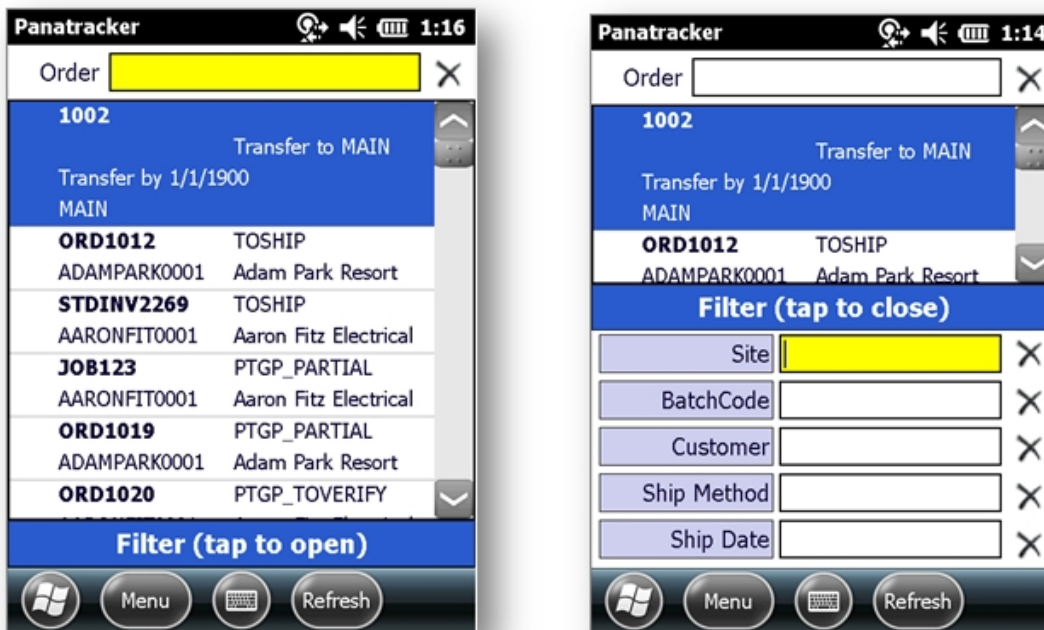 Panatracker 1:16
Order
1002
Transfer to MAIN
Transfer by 1/1/1900
MAIN
ORD1012 TOSHIP
ADAMPARK0001 Adam Park Resort
STDINV2269 TOSHIP
AARONFIT0001 Aaron Fitz Electrical
JOB123 PTGP_PARTIAL
AARONFIT0001 Aaron Fitz Electrical
ORD1019 PTGP_PARTIAL
ADAMPARK0001 Adam Park Resort
ORD1020 PTGP_TOVERIFY
Filter (tap to open)
Menu Refresh
Panatracker 1:14
Order
1002
Transfer to MAIN
Transfer by 1/1/1900
MAIN
ORD1012 TOSHIP
ADAMPARK0001 Adam Park Resort
Filter (tap to close)
Site
BatchCode
Customer
Ship Method
Ship Date
Menu Refresh